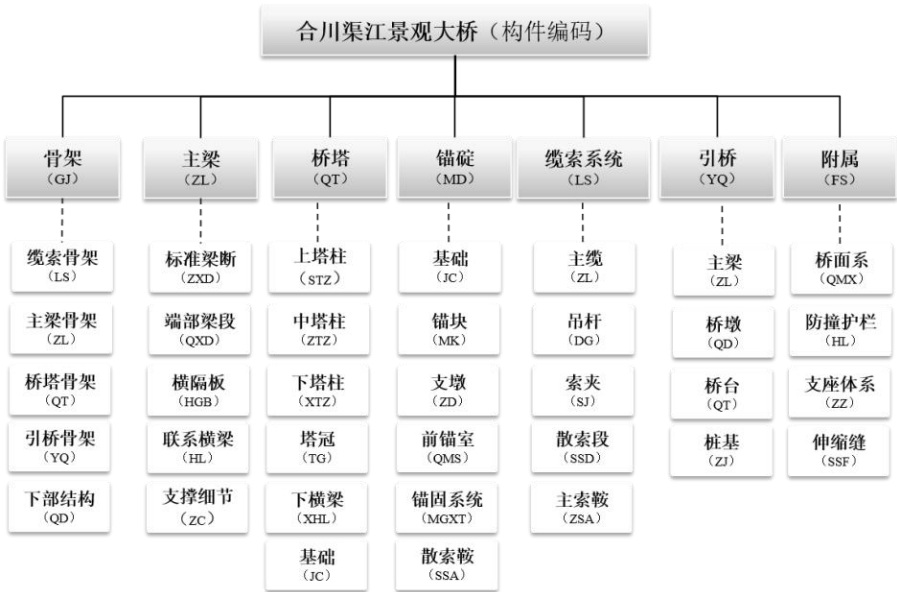 合川渠江景观大桥（构件编码）
骨架
（GJ）
主梁
（ZL）
桥塔
（QT）
锚碇
（MD）
缆索系统
（LS）
引桥
（YQ）
附属
（FS）
缆索骨架
（LS）
主梁骨架
（ZL）
桥塔骨架
（QT）
引桥骨架
（YQ）
下部结构
（QD）
标准梁断
（ZXD）
端部梁段
（QXD）
横隔板
（HGB）
联系横梁
（HL）
支撑细节
（ZC）
上塔柱
（STZ）
中塔柱
（ZTZ）
下塔柱
（XTZ）
塔冠
（TG）
下横梁
（XHL）
基础
（JC）
基础
（JC）
锚块
（MK）
支墩
（ZD）
前锚室
（QMS）
锚固系统
（MGXT）
散索鞍
（SSA）
主缆
（ZL）
吊杆
（DG）
索夹
（SJ）
散索段
（SSD）
主索鞍
（ZSA）
主梁
（ZL）
桥墩
（QD）
桥台
（QT）
桩基
（ZJ）
桥面系
（QMX）
防撞护栏
（HL）
支座体系
（ZZ）
伸缩缝
（SSF）